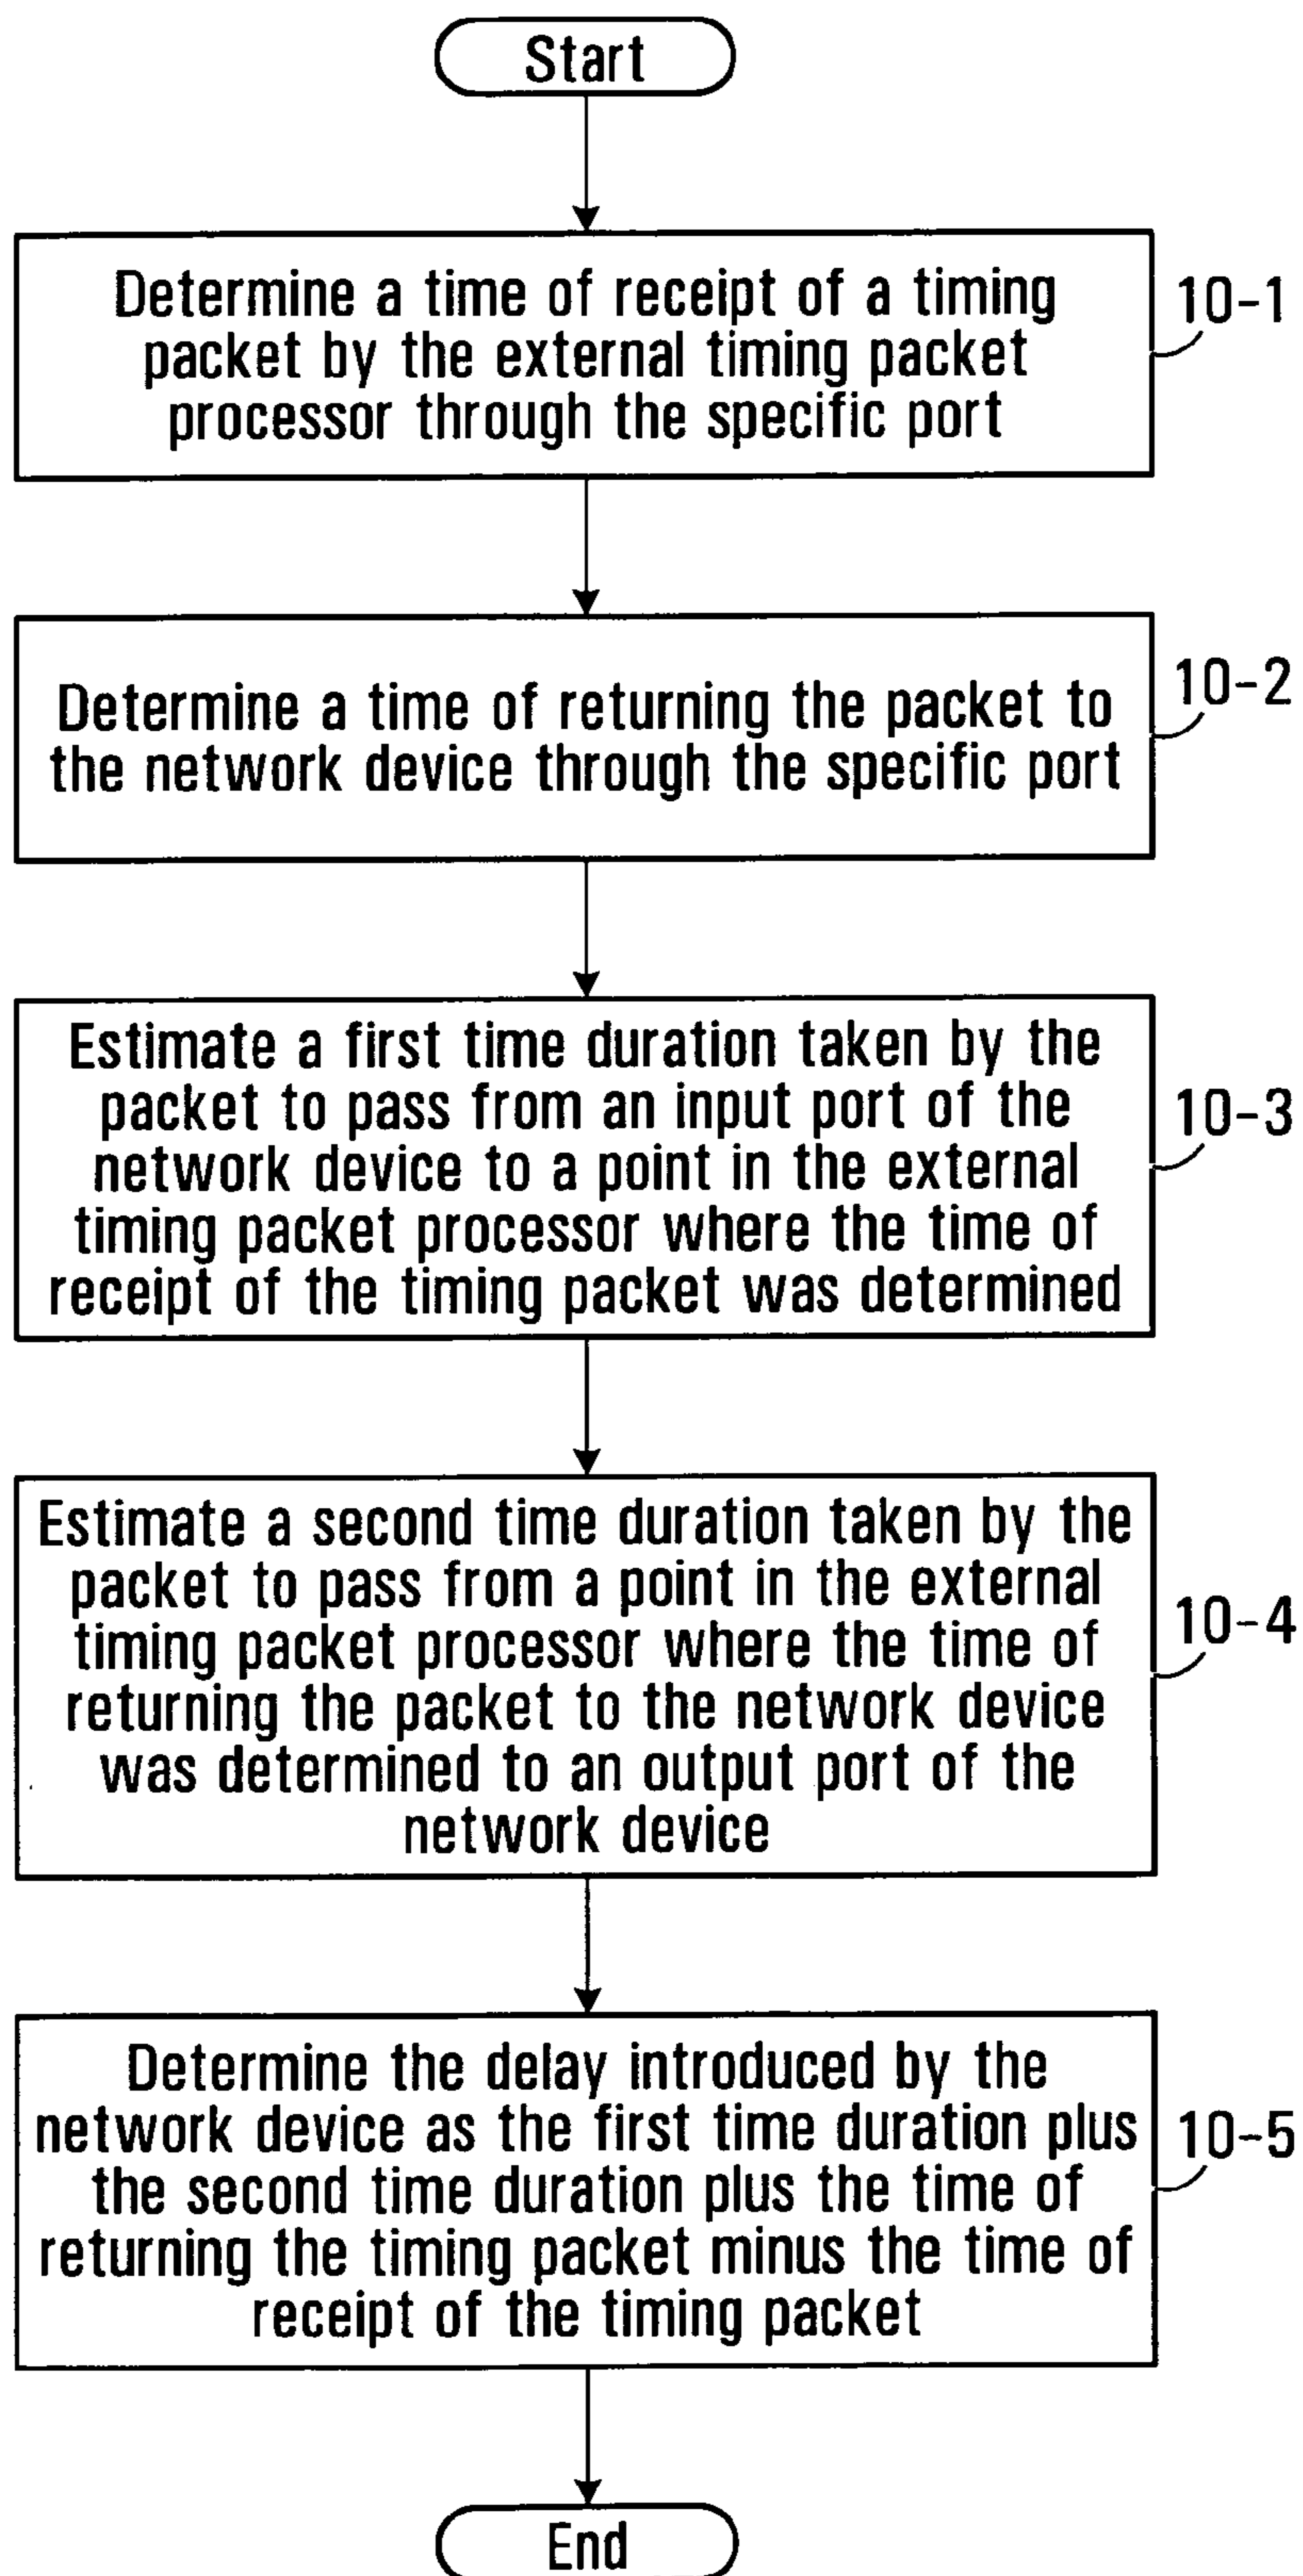 Start
Determine a time of receipt of a timing
packet by the external timing packet
processor through the specific port
10-1
Determine a time of returning the packet to
the network device through the specific port
10-2
Estimate a first time duration taken by the
packet to pass from an input port of the
network device to a point in the external
timing packet processor where the time of
receipt of the timing packet was determined
10-3
Estimate a second time duration taken by the
packet to pass from a point in the external
timing packet processor where the time of
returning the packet to the network device
was determined to an output port of the
network device
10-4
Determine the delay introduced by the
network device as the first time duration plus
the second time duration plus the time of
returning the timing packet minus the time of
receipt of the timing packet
10-5
End